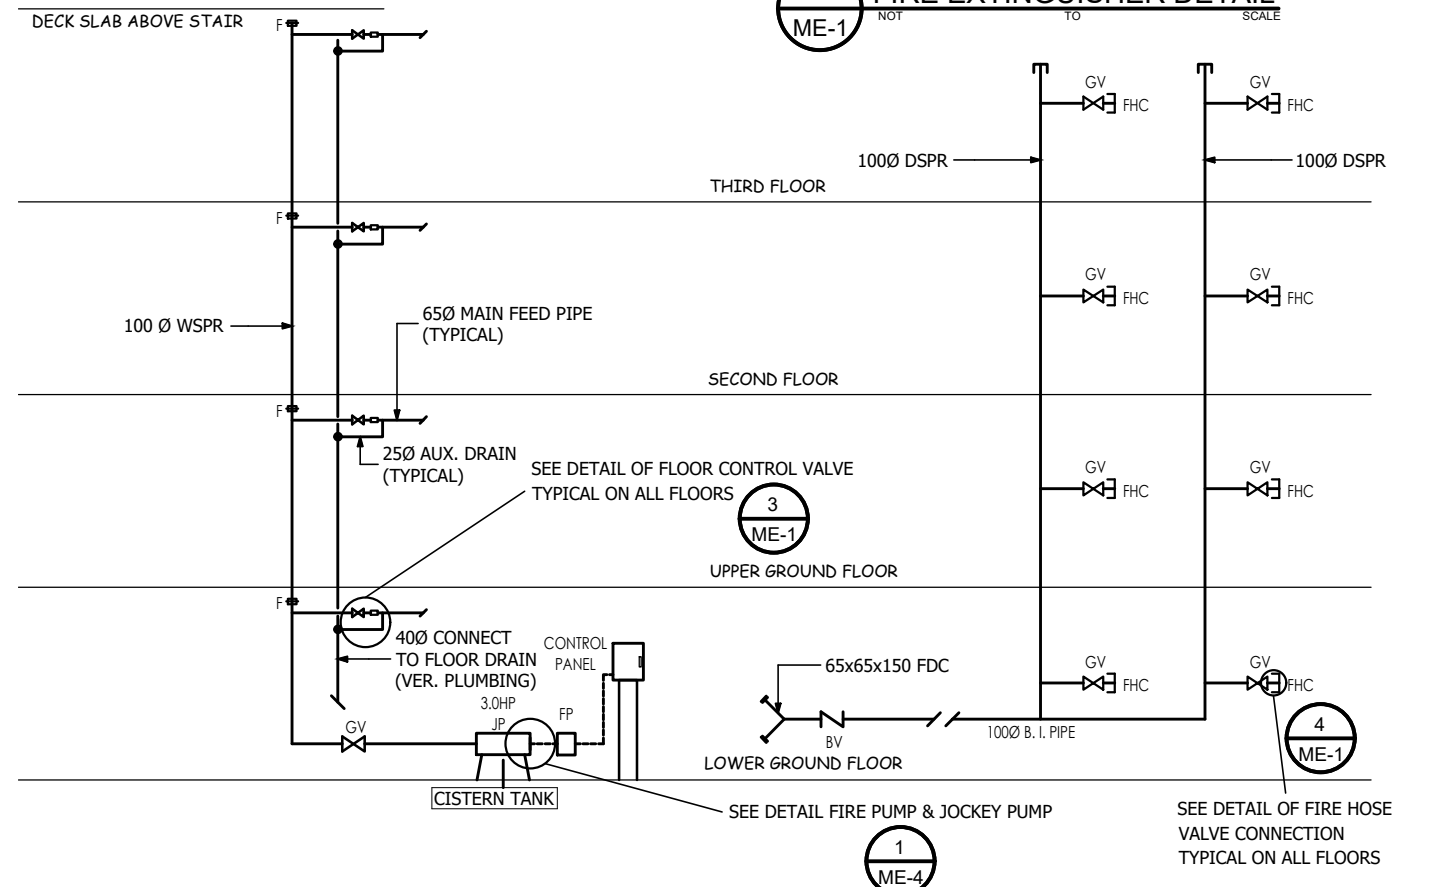 FIRE EXTINGUISHER DETAIL
ME-1
NOT TO SCALE
DECK SLAB ABOVE STAIR
F
GV
FHC
GV
FHC
100Ø DSPR
100Ø DSPR
THIRD FLOOR
F
GV
FHC
GV
FHC
100 Ø WSPR
65Ø MAIN FEED PIPE
(TYPICAL)
SECOND FLOOR
F
25Ø AUX. DRAIN
(TYPICAL)
SEE DETAIL OF FLOOR CONTROL VALVE
TYPICAL ON ALL FLOORS
3
ME-1
GV
FHC
GV
FHC
UPPER GROUND FLOOR
F
40Ø CONNECT
TO FLOOR DRAIN
(VER. PLUMBING)
CONTROL
PANEL
3.0HP
JP
FP
GV
65x65x150 FDC
BV
100Ø B. I. PIPE
GV
FHC
GV
FHC
4
ME-1
LOWER GROUND FLOOR
CISTERN TANK
SEE DETAIL FIRE PUMP & JOCKEY PUMP
1
ME-4
SEE DETAIL OF FIRE HOSE
VALVE CONNECTION
TYPICAL ON ALL FLOORS